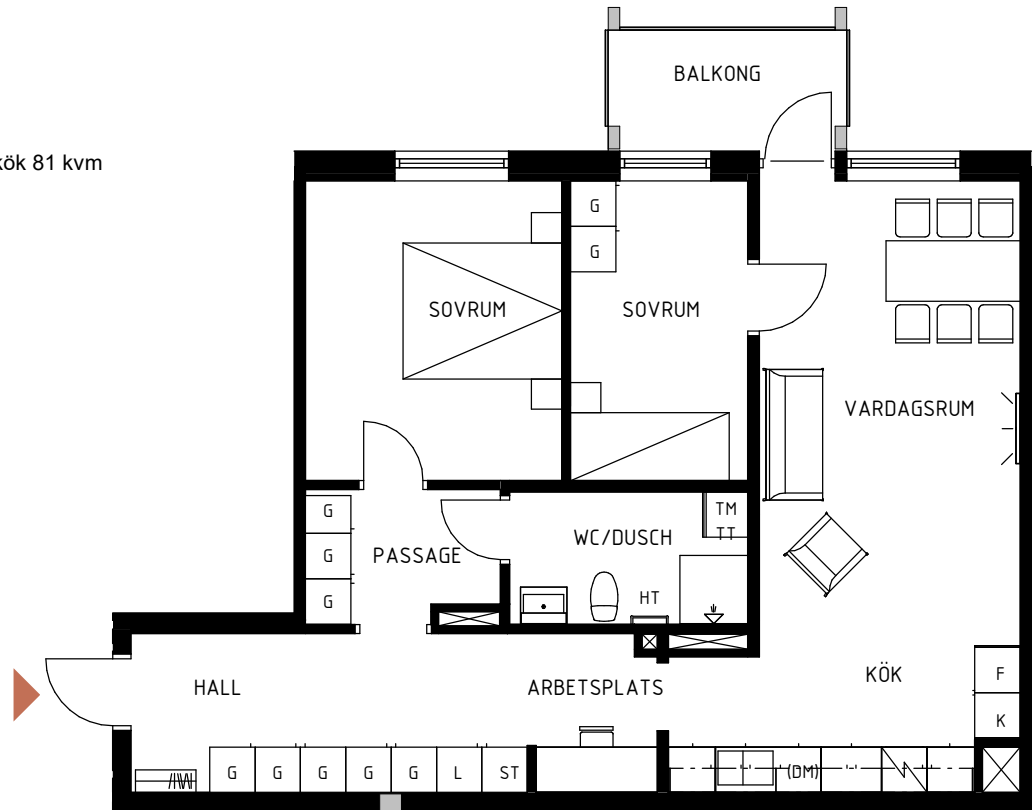 BALKONG
kök 81 kvm
G
G
SOVRUM
SOVRUM
VARDAGSRUM
G
TM
TT
WC/DUSCH
G
PASSAGE
G
HT
HALL
ARBETSPLATS
KÖK
F
K
G
G
G
G
G
L
ST
(DM)